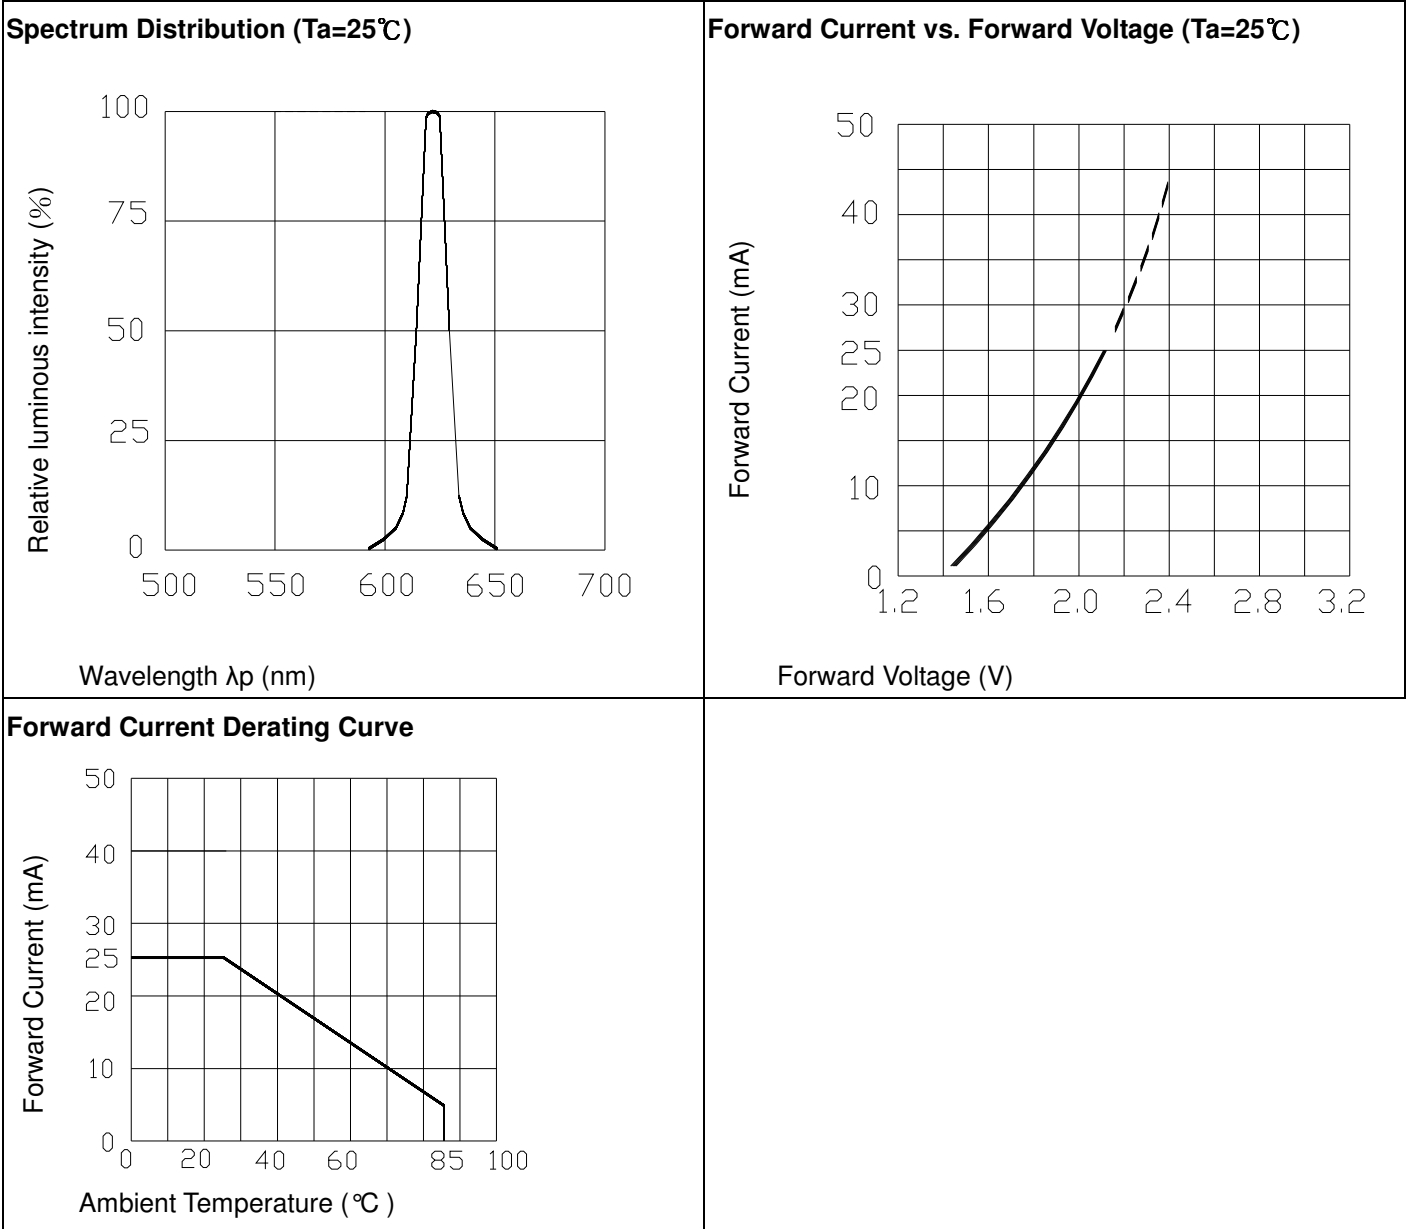 Spectrum Distribution (Ta=25℃)
100
75
50
25
0
500 550 600 650 700
Relative luminous intensity (%)
Wavelength λp (nm)
Forward Current vs. Forward Voltage (Ta=25℃)
50
40
30
25
20
10
0
1.2 1.6 2.0 2.4 2.8 3.2
Forward Current (mA)
Forward Voltage (V)
Forward Current Derating Curve
50
40
30
25
20
10
0
0 20 40 60 85 100
Forward Current (mA)
Ambient Temperature (℃ )